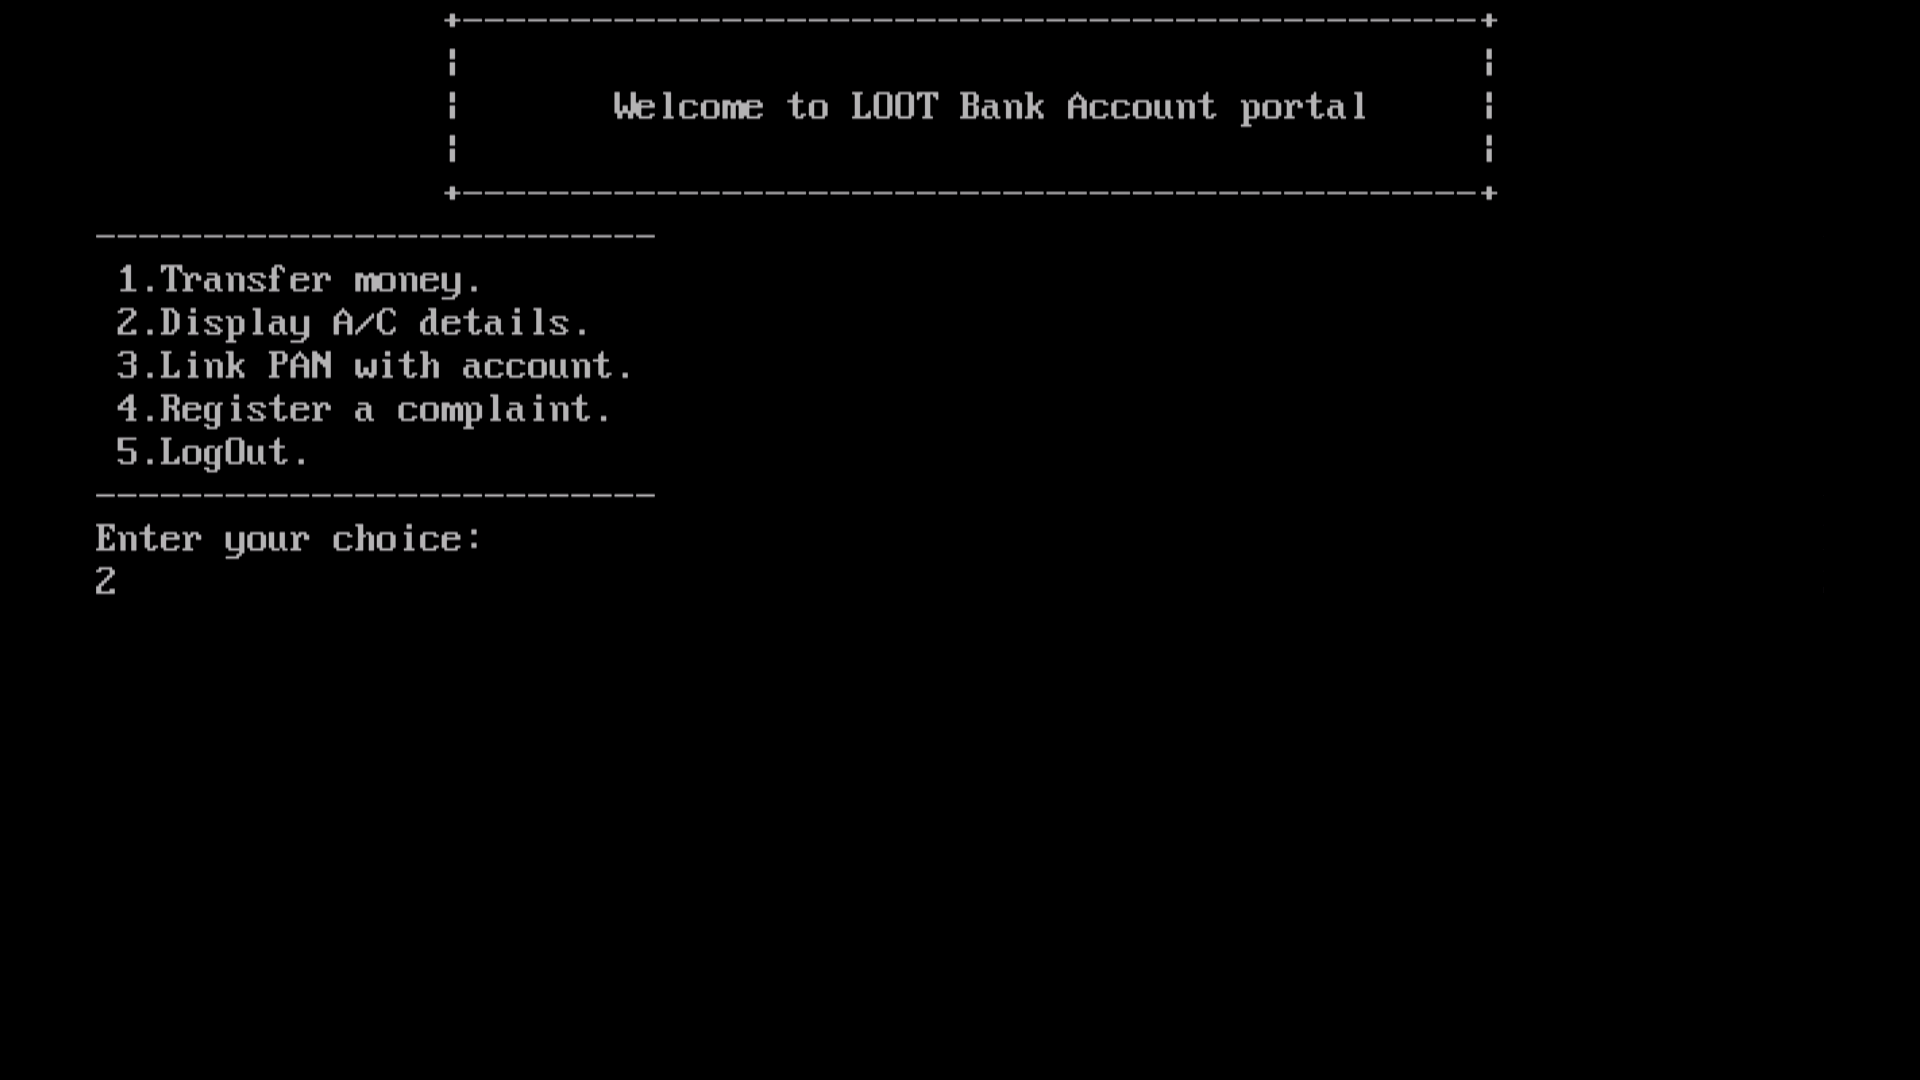 Welcome to LOOT Bank Account portal
1.Transfer money.
2.Display A/C details.
3.Link PAN with account.
4.Register a complaint.
5.LogOut.
Enter your choice:
2